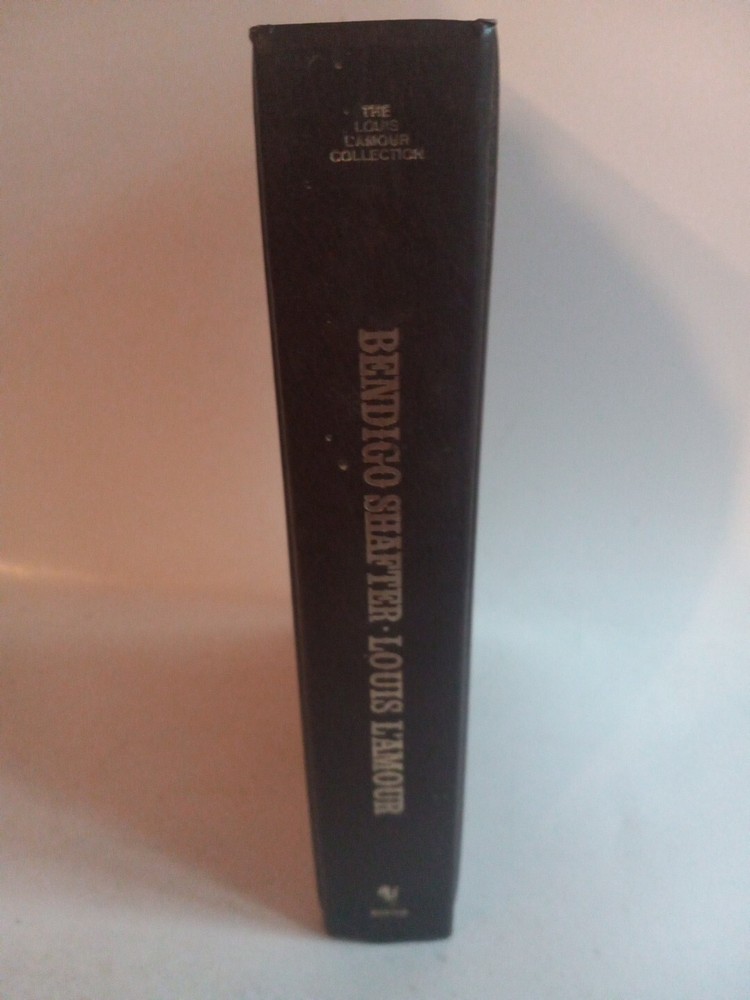 THE
LOUIS
L'AMOUR
COLLECTION
BENDIGO SHAFTER · LOUIS L'AMOUR